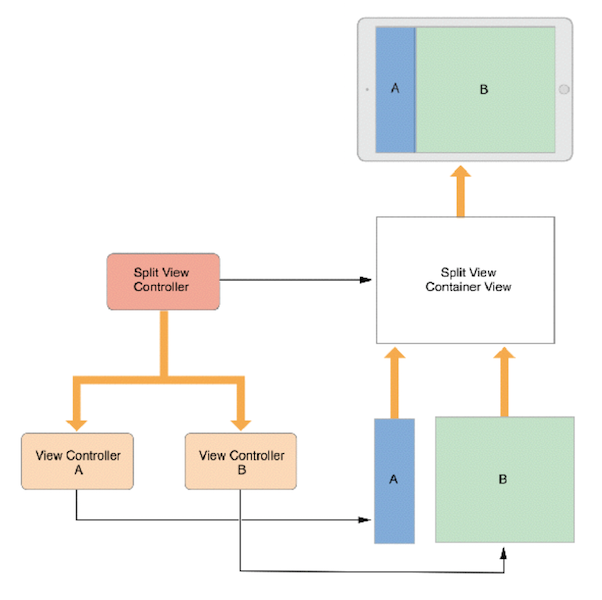 A
B
Split View
Controller
Split View
Container View
View Controller
A
View Controller
B
A
B